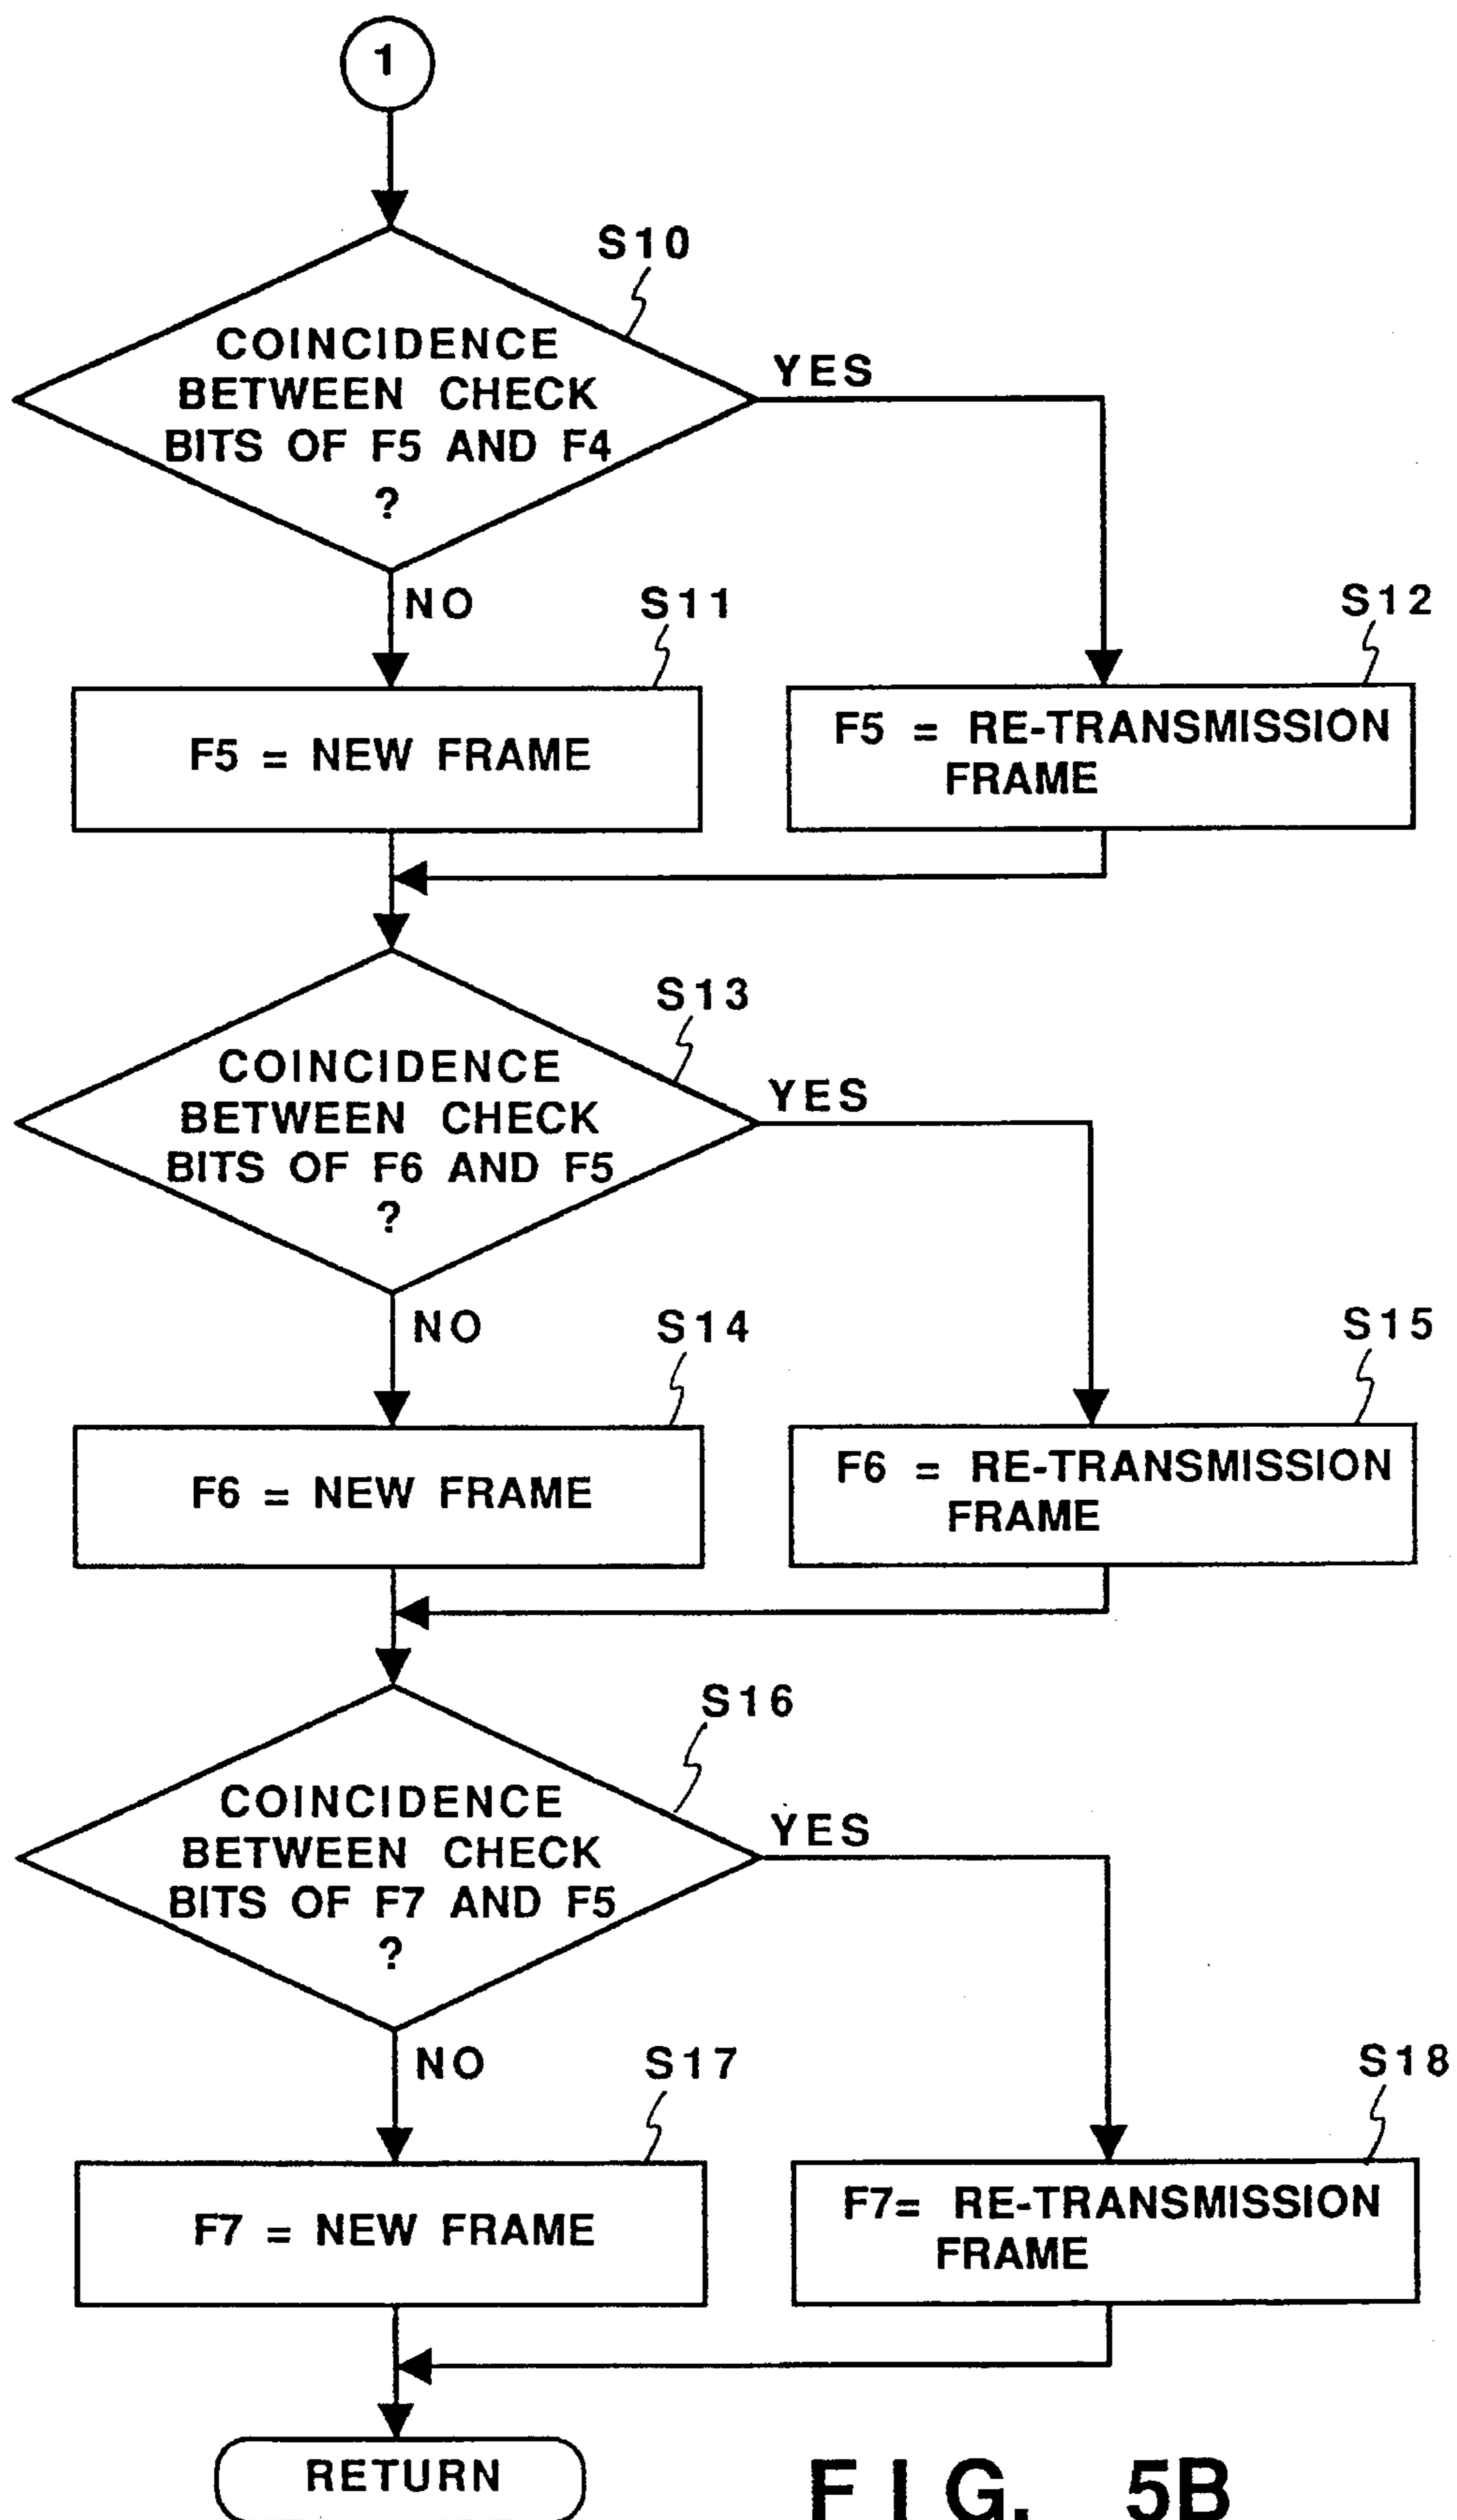 1
S10
COINCIDENCE
BETWEEN CHECK
BITS OF F5 AND F4
?
YES
NO
S11
S12
F5 = NEW FRAME
F5 = RE-TRANSMISSION
FRAME
S13
COINCIDENCE
BETWEEN CHECK
BITS OF F6 AND F5
?
YES
NO
S14
S15
F6 = NEW FRAME
F6 = RE-TRANSMISSION
FRAME
S16
COINCIDENCE
BETWEEN CHECK
BITS OF F7 AND F5
?
YES
NO
S17
S18
F7 = NEW FRAME
F7= RE-TRANSMISSION
FRAME
RETURN
FIG. 5B